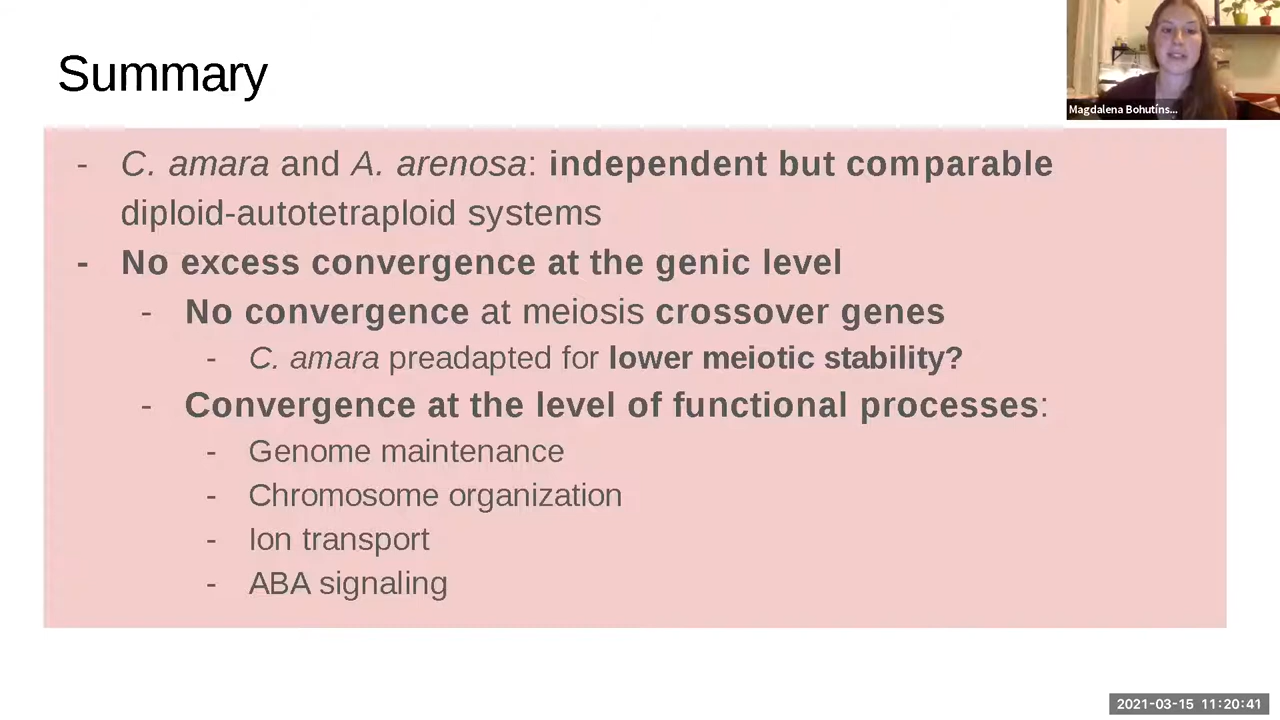 Summary
Magdalena Bohutíns...
- C. amara and A. arenosa: independent but comparable
diploid-autotetraploid systems
- No excess convergence at the genic level
- No convergence at meiosis crossover genes
- C. amara preadapted for lower meiotic stability?
- Convergence at the level of functional processes:
- Genome maintenance
- Chromosome organization
- Ion transport
- ABA signaling
2021-03-15 11:20:41